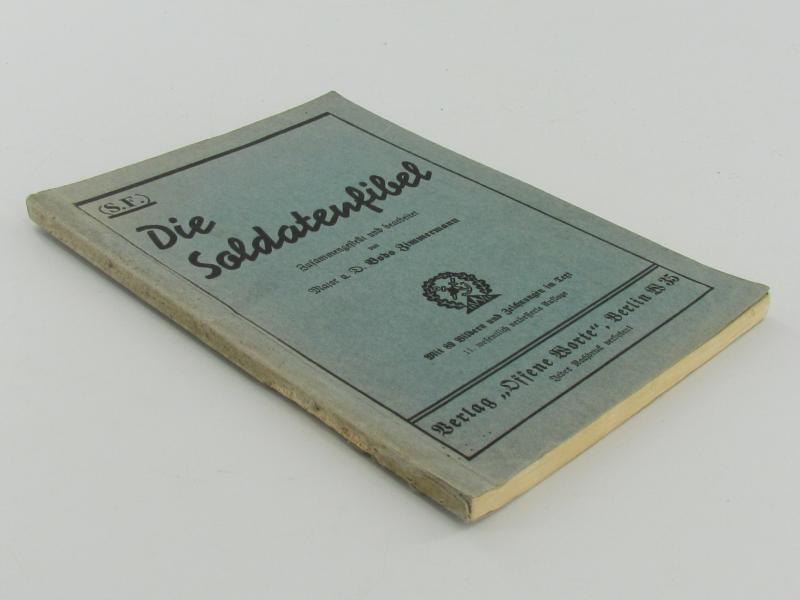 (S.F.)
Die
Soldatenfibel
Zusammengestellt und bearbeitet
von
Major a. D. Bodo Zimmermann
Mit 89 Bildern und Zeichnungen im Text
11. wesentlich verbesserte Auflage
Verlag „Offene Worte“, Berlin W 35
Jeder Nachdruck verboten!